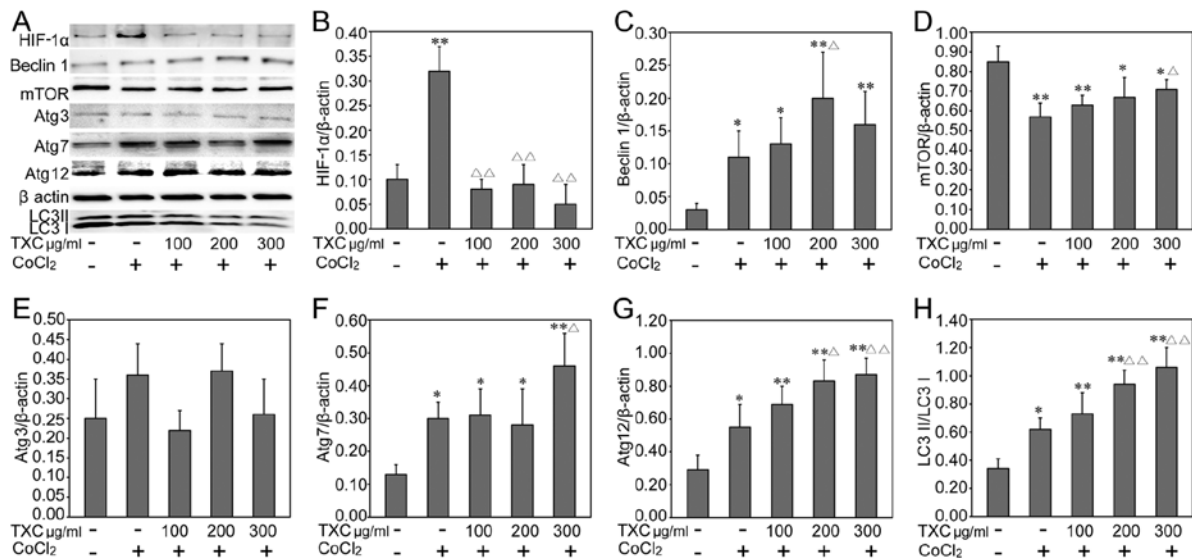 A
HIF-1α
Beclin 1
mTOR
Atg3
Atg7
Atg12
β actin
LC3II
LC3 I
TXC μg/ml - - 100 200 300
CoCl₂ - + + + +
B
HIF-1α/β-actin
0.40
0.35
0.30
0.25
0.20
0.15
0.10
0.05
0.00
**
△△
△△
△△
TXC μg/ml - - 100 200 300
CoCl₂ - + + + +
C
Beclin 1/β-actin
0.30
0.25
0.20
0.15
0.10
0.05
0.00
*
*
**△
**
TXC μg/ml - - 100 200 300
CoCl₂ - + + + +
D
mTOR/β-actin
1.00
0.90
0.80
0.70
0.60
0.50
0.40
0.30
0.20
0.10
0.00
**
**
*
*△
TXC μg/ml - - 100 200 300
CoCl₂ - + + + +
E
Atg3/β-actin
0.50
0.45
0.40
0.35
0.30
0.25
0.20
0.15
0.10
0.05
0.00
TXC μg/ml - - 100 200 300
CoCl₂ - + + + +
F
Atg7/β-actin
0.60
0.50
0.40
0.30
0.20
0.10
0.00
*
*
*
**△
TXC μg/ml - - 100 200 300
CoCl₂ - + + + +
G
Atg12/β-actin
1.20
1.00
0.80
0.60
0.40
0.20
0.00
*
**
**△
**△△
TXC μg/ml - - 100 200 300
CoCl₂ - + + + +
H
LC3 II/LC3 I
1.40
1.20
1.00
0.80
0.60
0.40
0.20
0.00
*
**
**△△
**△△
TXC μg/ml - - 100 200 300
CoCl₂ - + + + +